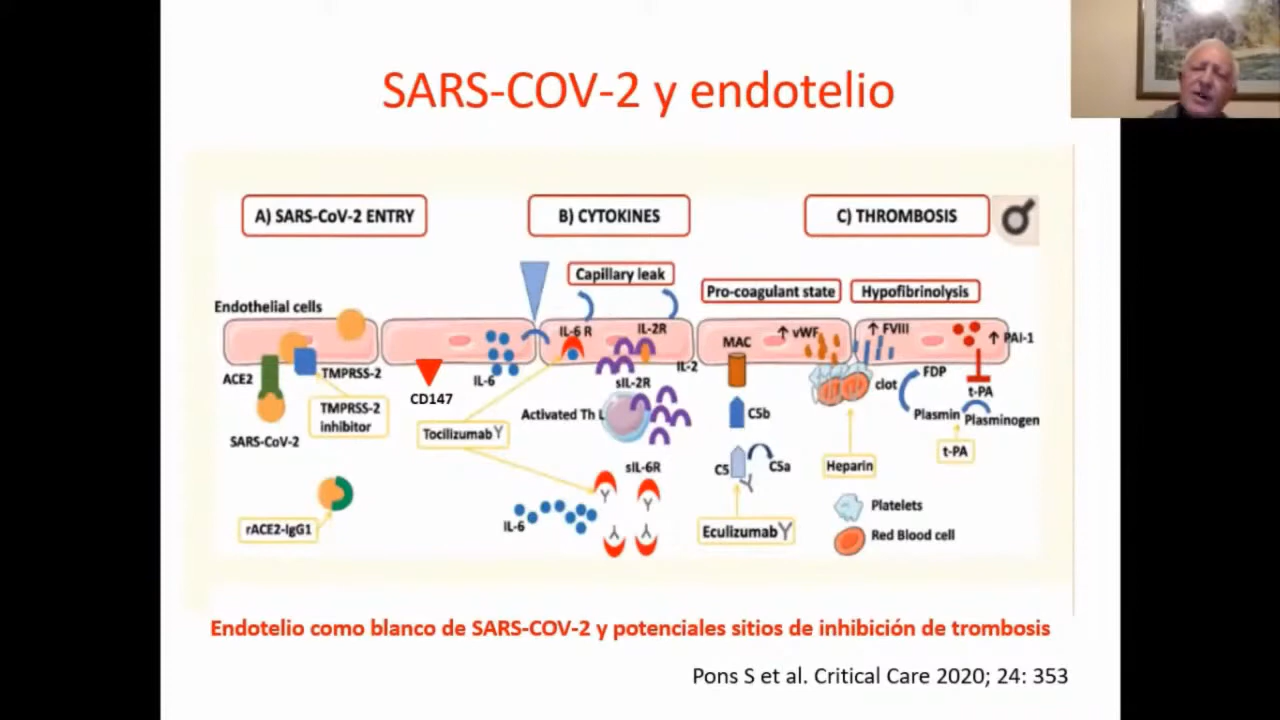 SARS-COV-2 y endotelio
A) SARS-CoV-2 ENTRY
B) CYTOKINES
C) THROMBOSIS
Capillary leak
Pro-coagulant state
Hypofibrinolysis
Endothelial cells
IL-6 R
IL-2R
MAC
vWF
FVIII
PAI-1
ACE2
TMPRSS-2
CD147
IL-6
sIL-2R
IL-2
clot
FDP
t-PA
TMPRSS-2
inhibitor
SARS-CoV-2
Tocilizumab
Activated Th L
C5b
Plasmin
Plasminogen
t-PA
sIL-6R
C5
C5a
Heparin
IL-6
rACE2-IgG1
Eculizumab
Platelets
Red Blood cell
Endotelio como blanco de SARS-COV-2 y potenciales sitios de inhibición de trombosis
Pons S et al. Critical Care 2020; 24: 353